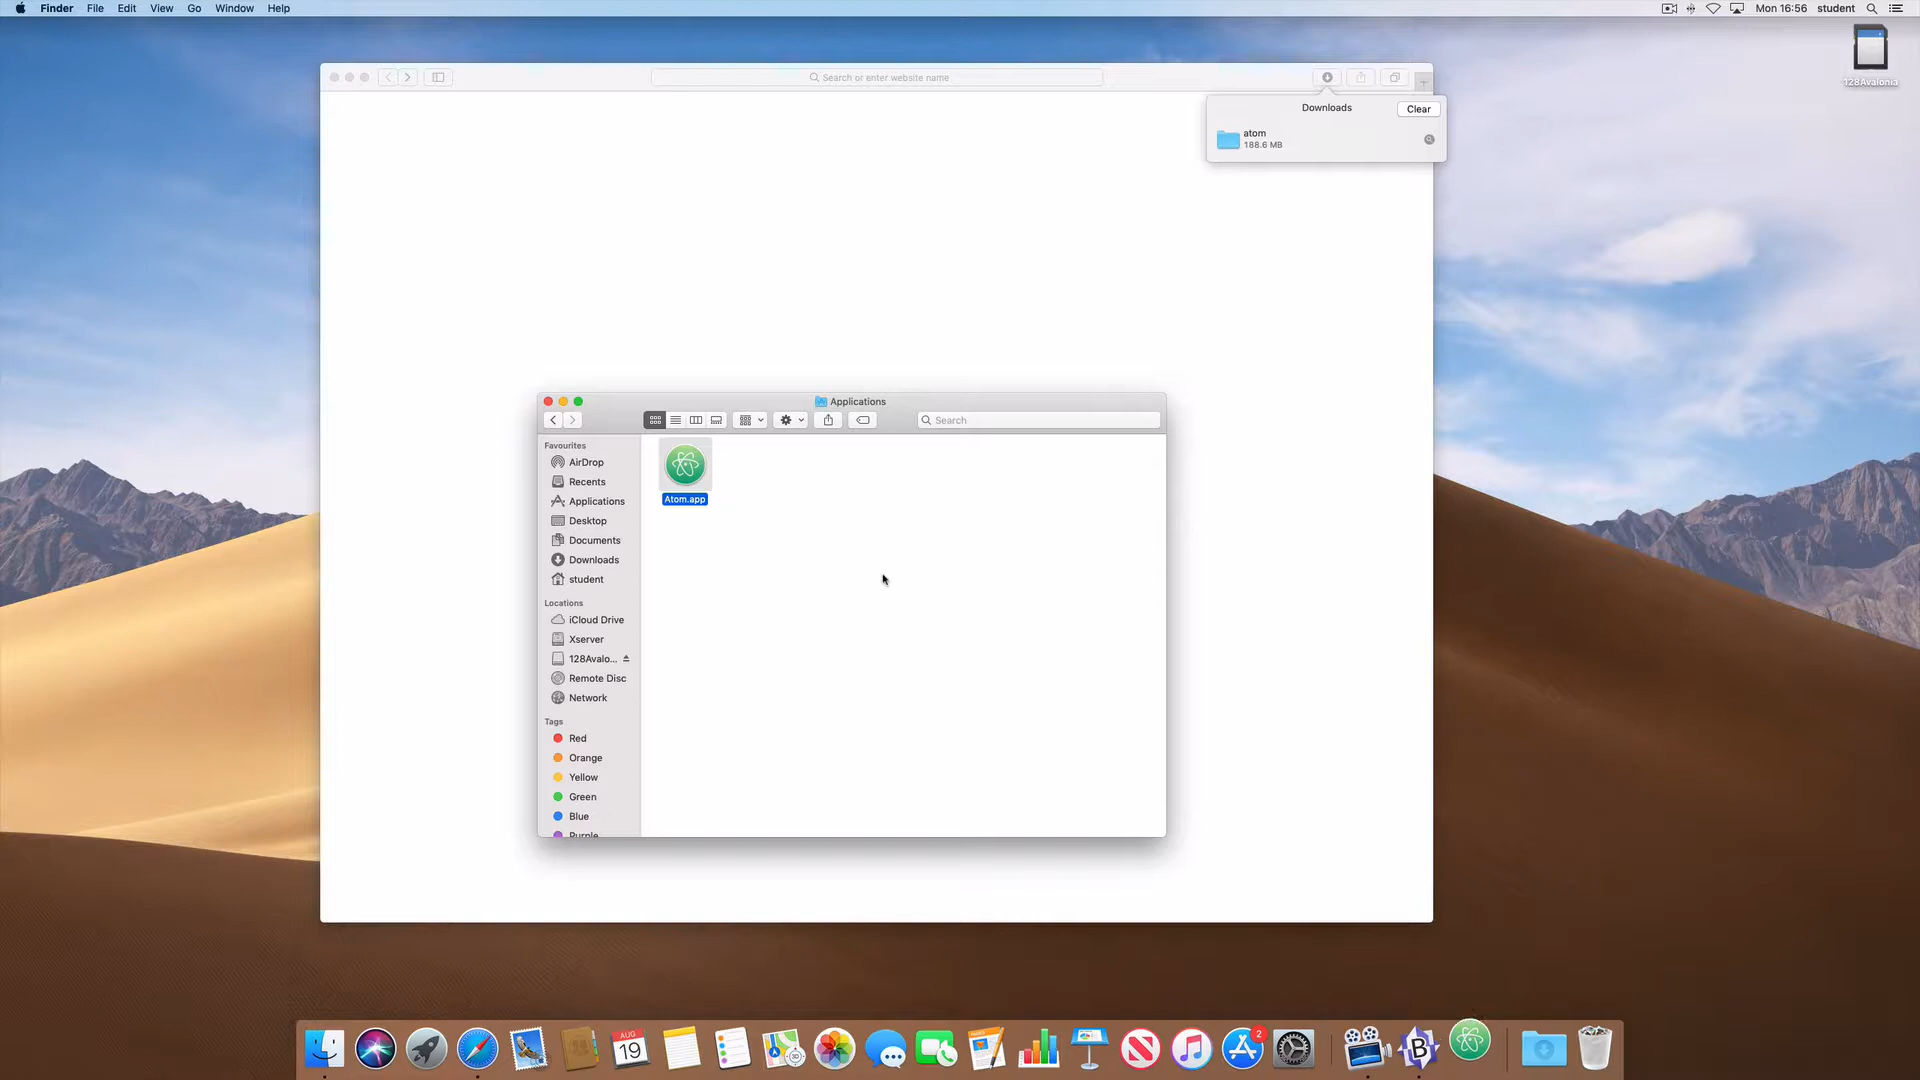 Finder File Edit View Go Window Help
Mon 16:56 student
128Avalonia
Search or enter website name
Downloads Clear
atom
188.6 MB
Applications
Search
Favourites
AirDrop
Recents
Applications
Desktop
Documents
Downloads
student
Locations
iCloud Drive
Xserver
128Avalo...
Remote Disc
Network
Tags
Red
Orange
Yellow
Green
Blue
Purple
Atom.app
AUG
19
3D
2
B